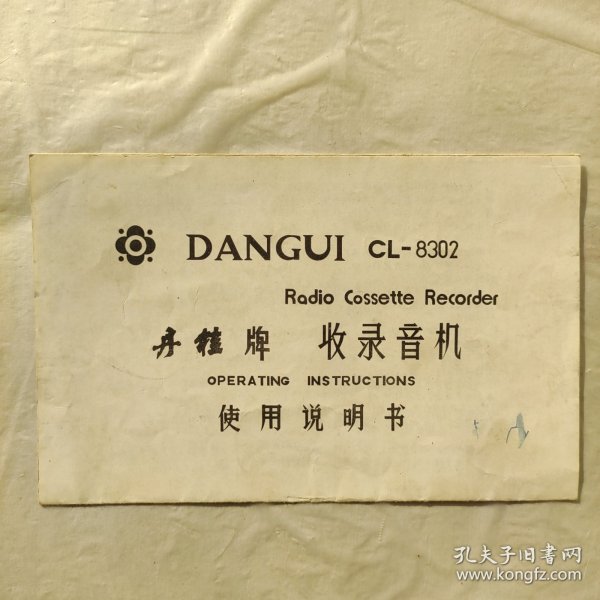 DANGUI CL-8302
Radio Cossette Recorder
丹桂牌 收录音机
OPERATING INSTRUCTIONS
使用说明书
孔夫子旧書网
www.kongfz.com